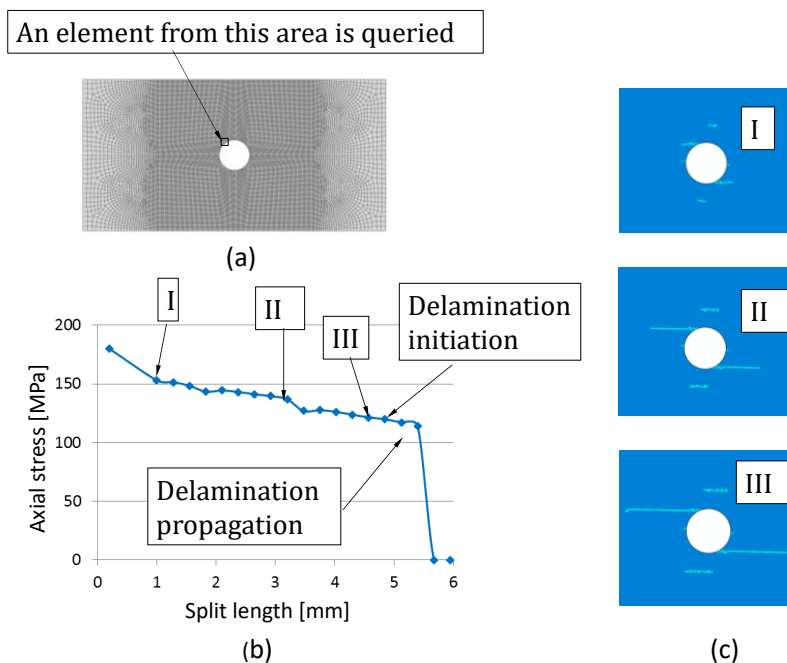 An element from this area is queried
(a)
I
II
III
Delamination
initiation
200
150
100
50
0
Axial stress [MPa]
Delamination
propagation
0 1 2 3 4 5 6
Split length [mm]
(b)
I
II
III
(c)